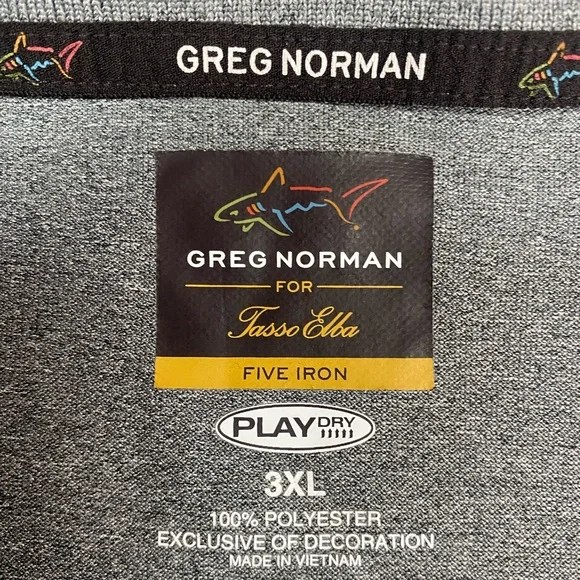 GREG NORMAN
GREG NORMAN
FOR
Tasso Elba
FIVE IRON
PLAY DRY
3XL
100% POLYESTER
EXCLUSIVE OF DECORATION
MADE IN VIETNAM